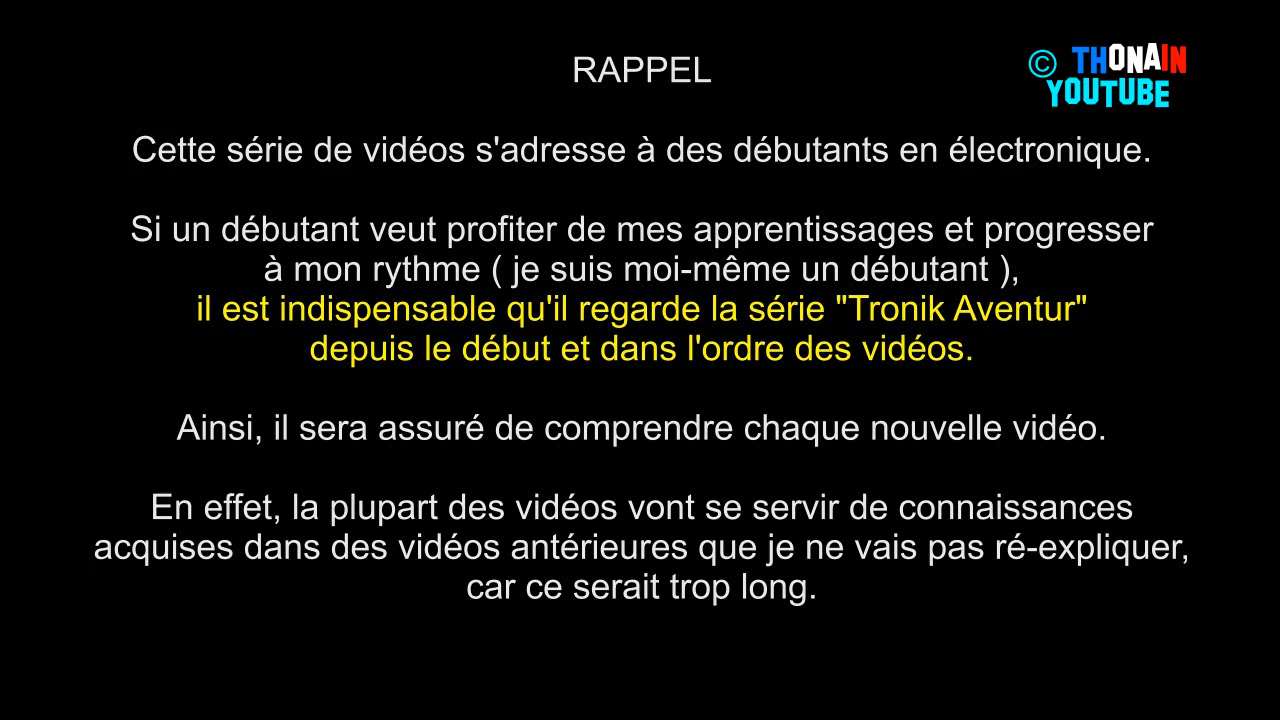 RAPPEL
© THONAIN
YOUTUBE
Cette série de vidéos s'adresse à des débutants en électronique.
Si un débutant veut profiter de mes apprentissages et progresser
à mon rythme ( je suis moi-même un débutant ),
il est indispensable qu'il regarde la série "Tronik Aventur"
depuis le début et dans l'ordre des vidéos.
Ainsi, il sera assuré de comprendre chaque nouvelle vidéo.
En effet, la plupart des vidéos vont se servir de connaissances
acquises dans des vidéos antérieures que je ne vais pas ré-expliquer,
car ce serait trop long.